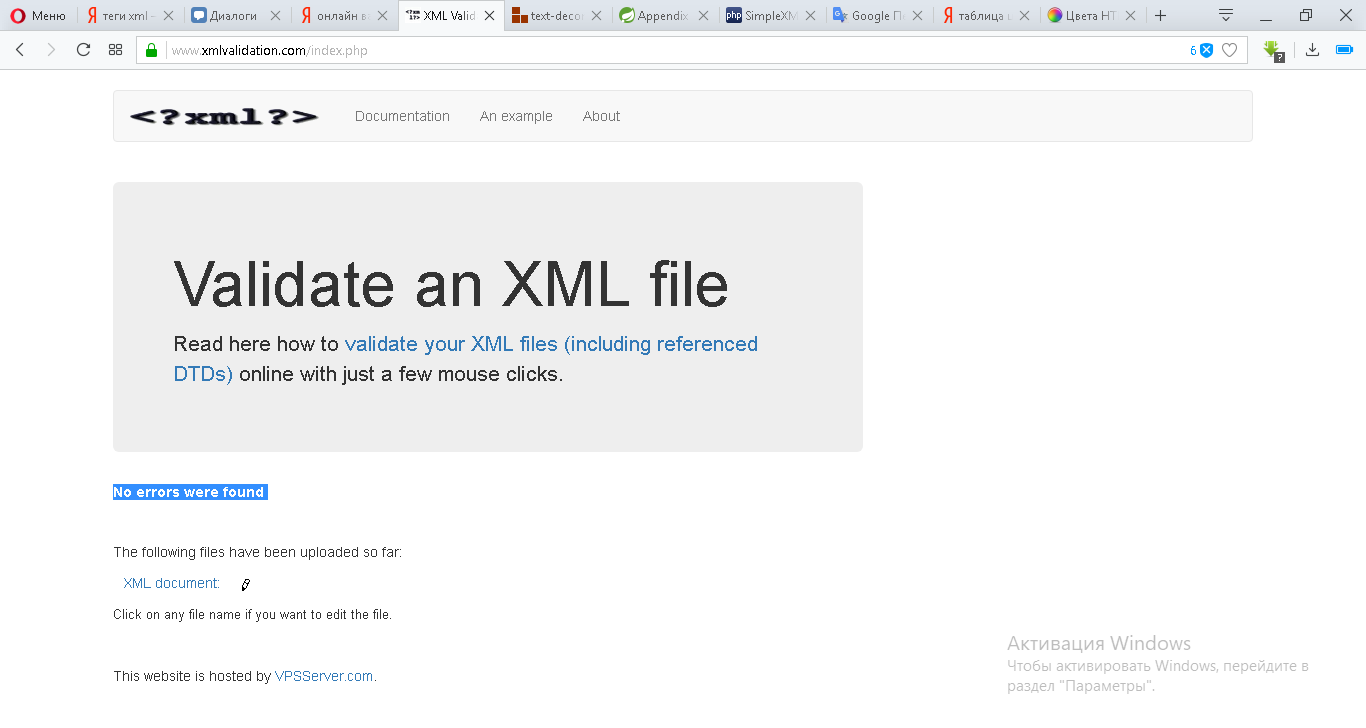 Меню
теги xml -
Диалоги
онлайн в
XML Valid
text-decor
Appendix
php SimpleXM
Google П
таблица
Цвета HT
www.xmlvalidation.com/index.php
6
<?xml?>
Documentation
An example
About
Validate an XML file
Read here how to validate your XML files (including referenced
DTDs) online with just a few mouse clicks.
No errors were found
The following files have been uploaded so far:
XML document:
Click on any file name if you want to edit the file.
This website is hosted by VPSServer.com.
Активация Windows
Чтобы активировать Windows, перейдите в
раздел "Параметры".